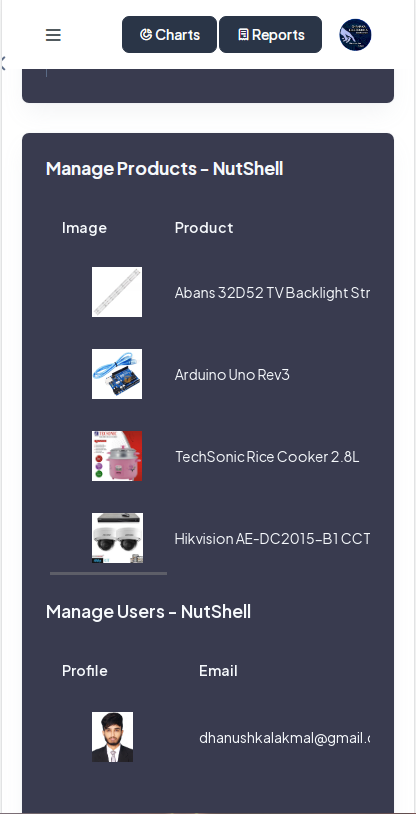 Charts Reports
Manage Products - NutShell
Image Product
Abans 32D52 TV Backlight Str
Arduino Uno Rev3
TechSonic Rice Cooker 2.8L
Hikvision AE-DC2015-B1 CCT
Manage Users - NutShell
Profile Email
dhanushkalakmal@gmail.c